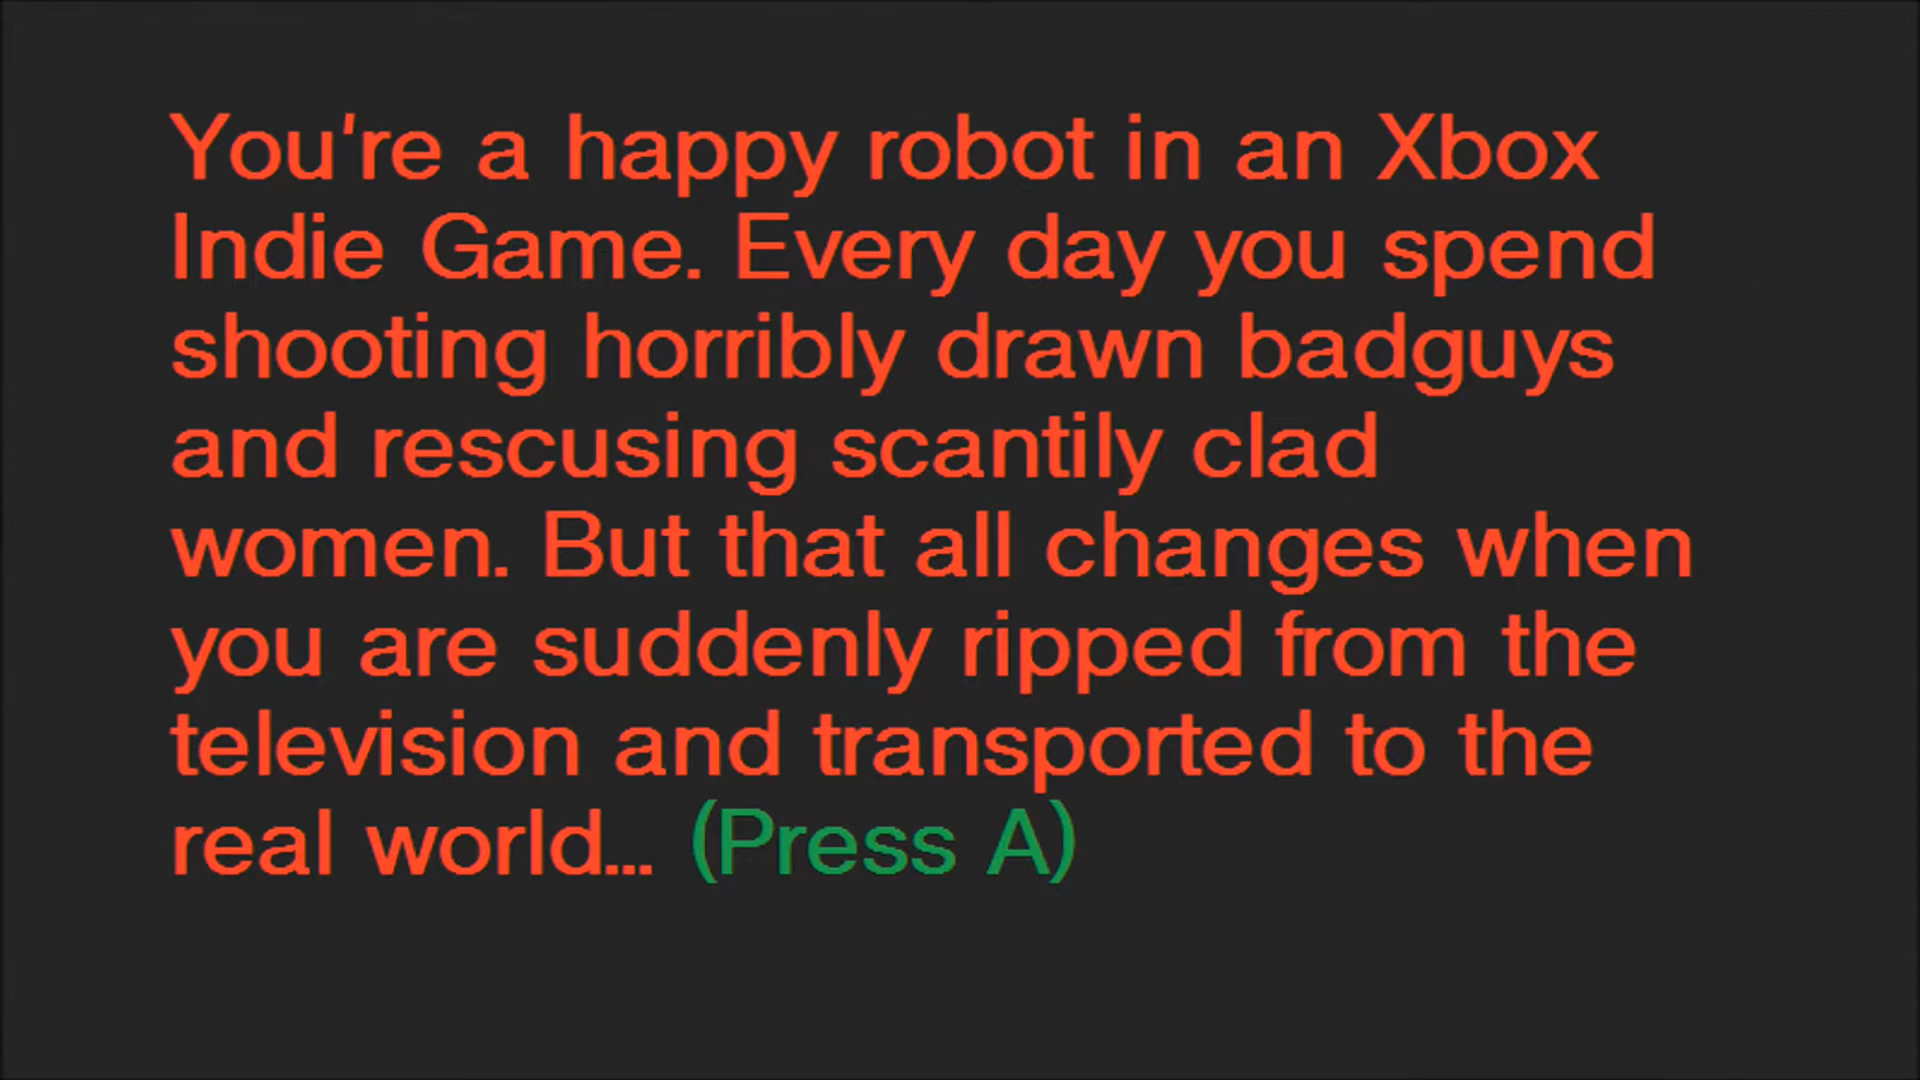 You're a happy robot in an Xbox
Indie Game. Every day you spend
shooting horribly drawn badguys
and rescusing scantily clad
women. But that all changes when
you are suddenly ripped from the
television and transported to the
real world... (Press A)